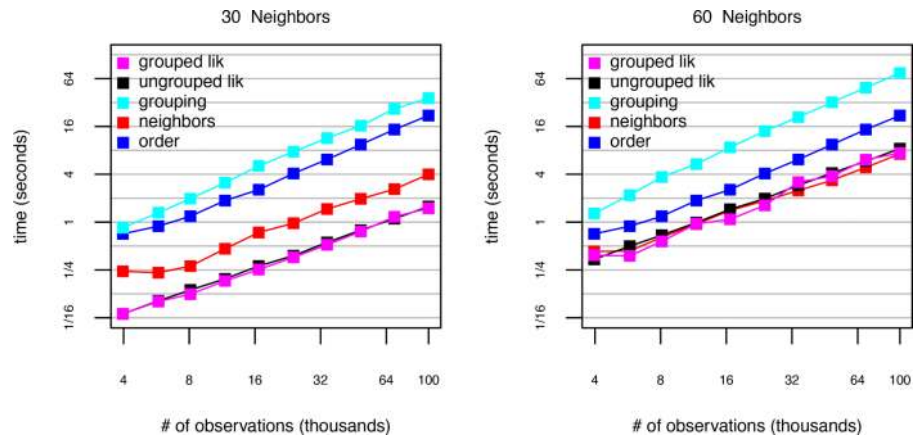 30 Neighbors
grouped lik
ungrouped lik
grouping
neighbors
order
time (seconds)
64
16
4
1
1/4
1/16
4 8 16 32 64 100
# of observations (thousands)
60 Neighbors
grouped lik
ungrouped lik
grouping
neighbors
order
time (seconds)
64
16
4
1
1/4
1/16
4 8 16 32 64 100
# of observations (thousands)